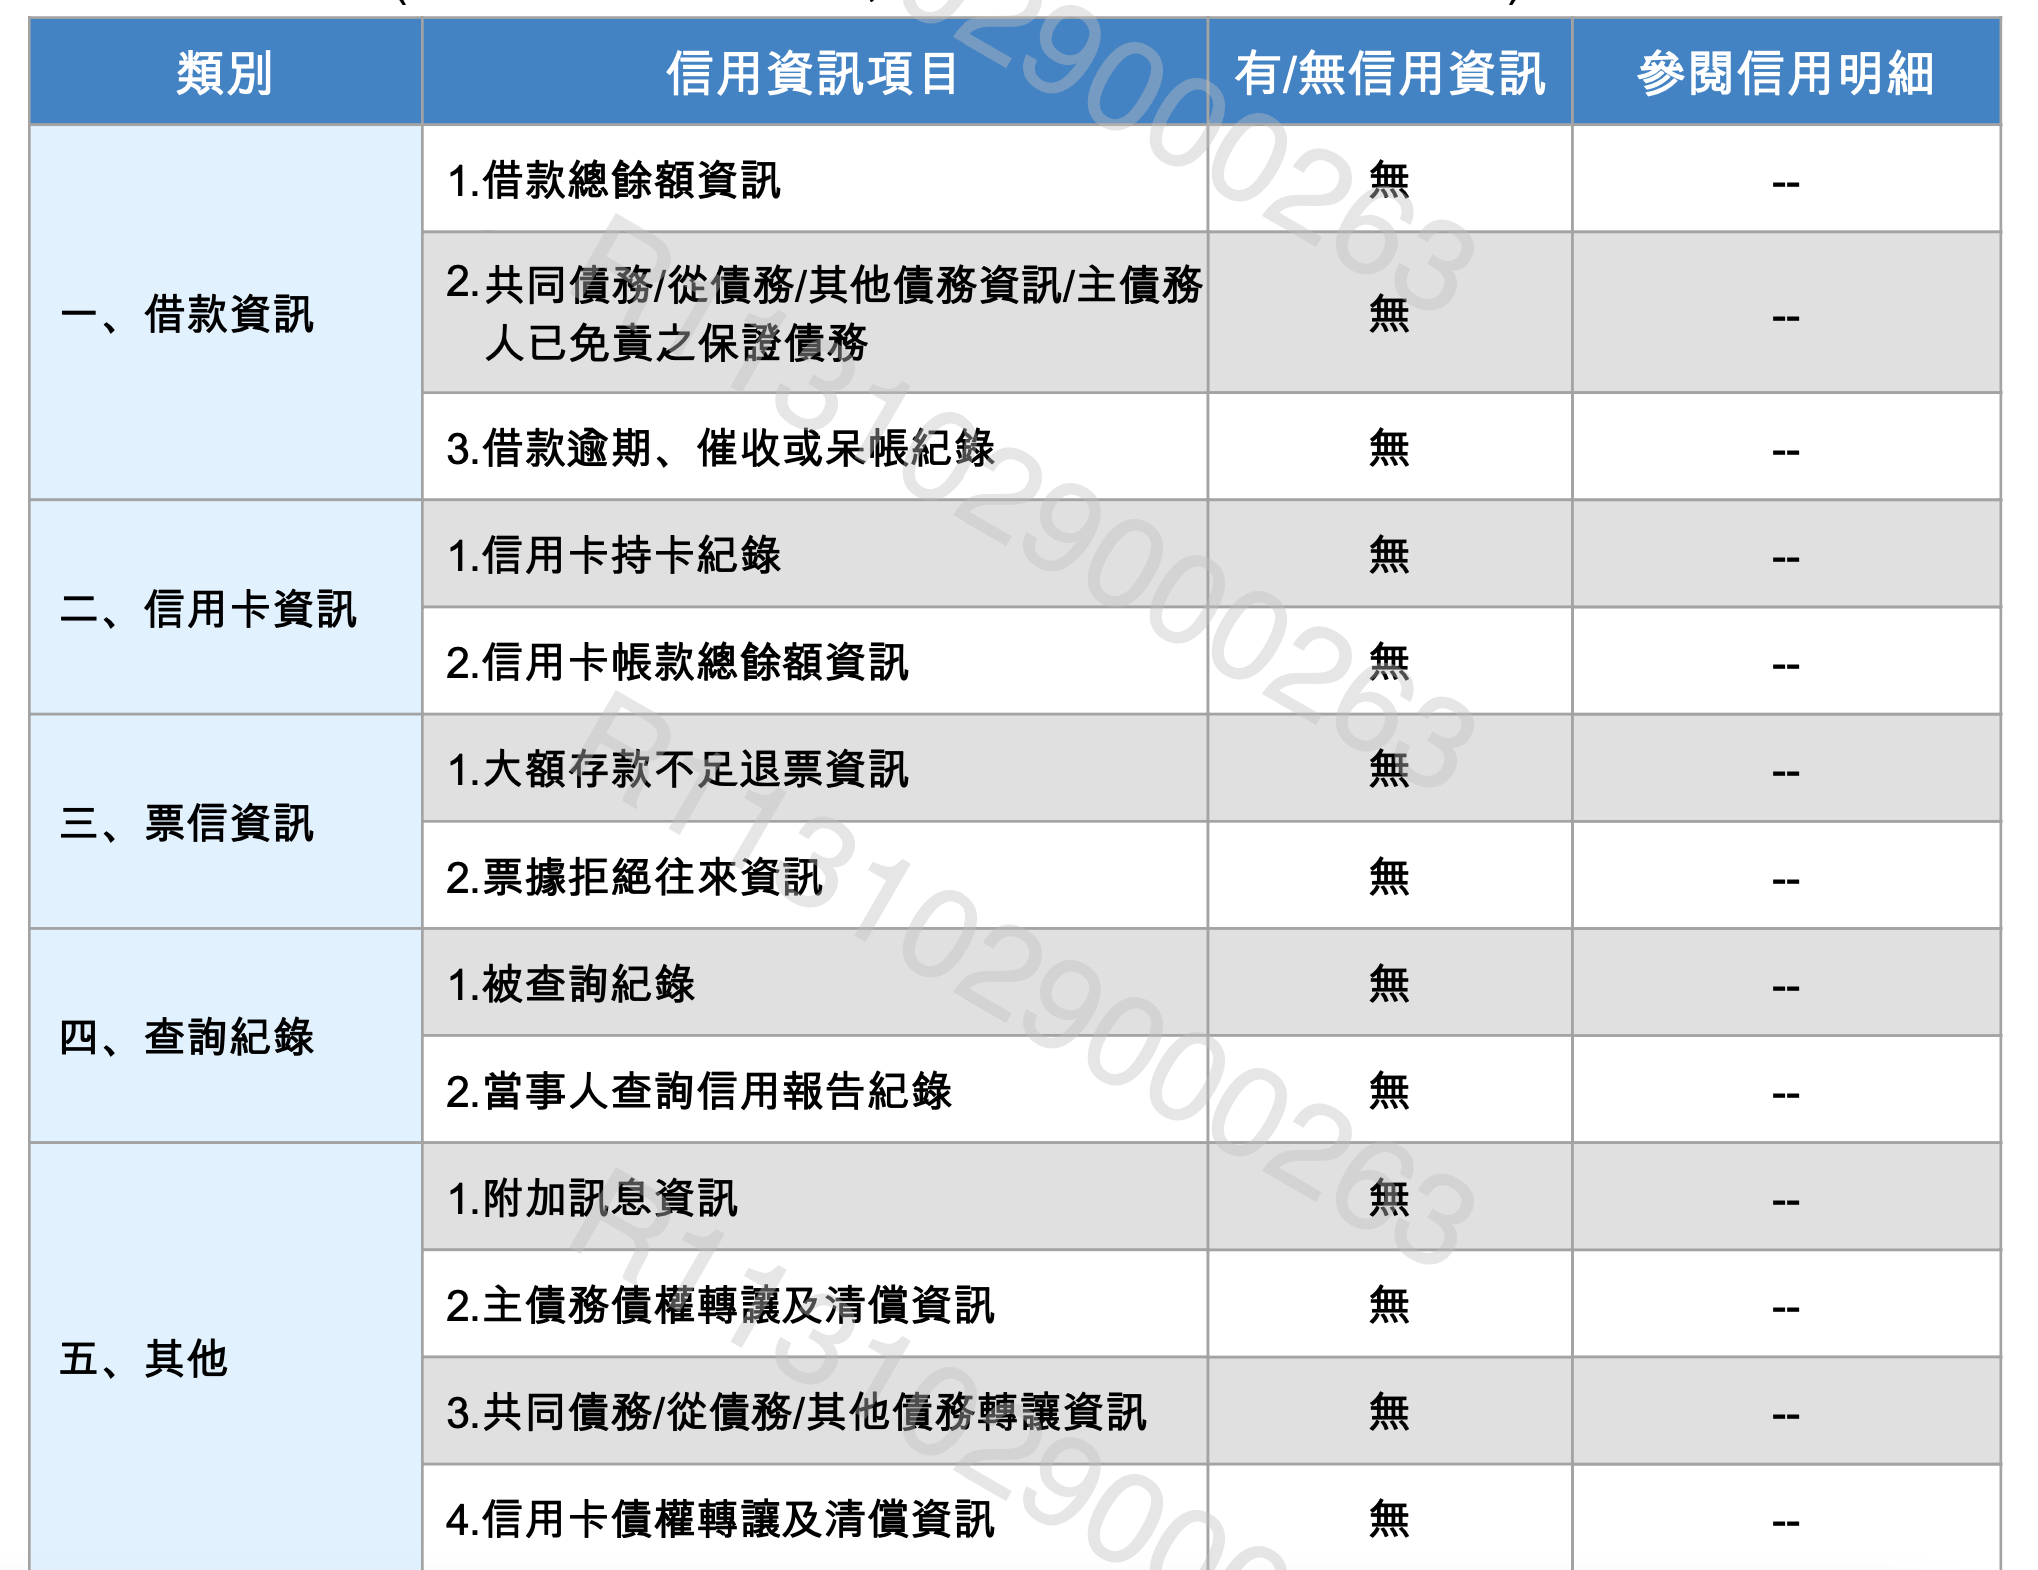 類別 信用資訊項目 有/無信用資訊 參閱信用明細
一、借款資訊
1.借款總餘額資訊 無 --
2.共同債務/從債務/其他債務資訊/主債務
人已免責之保證債務 無 --
3.借款逾期、催收或呆帳紀錄 無 --
二、信用卡資訊
1.信用卡持卡紀錄 無 --
2.信用卡帳款總餘額資訊 無 --
三、票信資訊
1.大額存款不足退票資訊 無 --
2.票據拒絕往來資訊 無 --
四、查詢紀錄
1.被查詢紀錄 無 --
2.當事人查詢信用報告紀錄 無 --
五、其他
1.附加訊息資訊 無 --
2.主債務債權轉讓及清償資訊 無 --
3.共同債務/從債務/其他債務轉讓資訊 無 --
4.信用卡債權轉讓及清償資訊 無 --
R1131029000263
R1131029000263